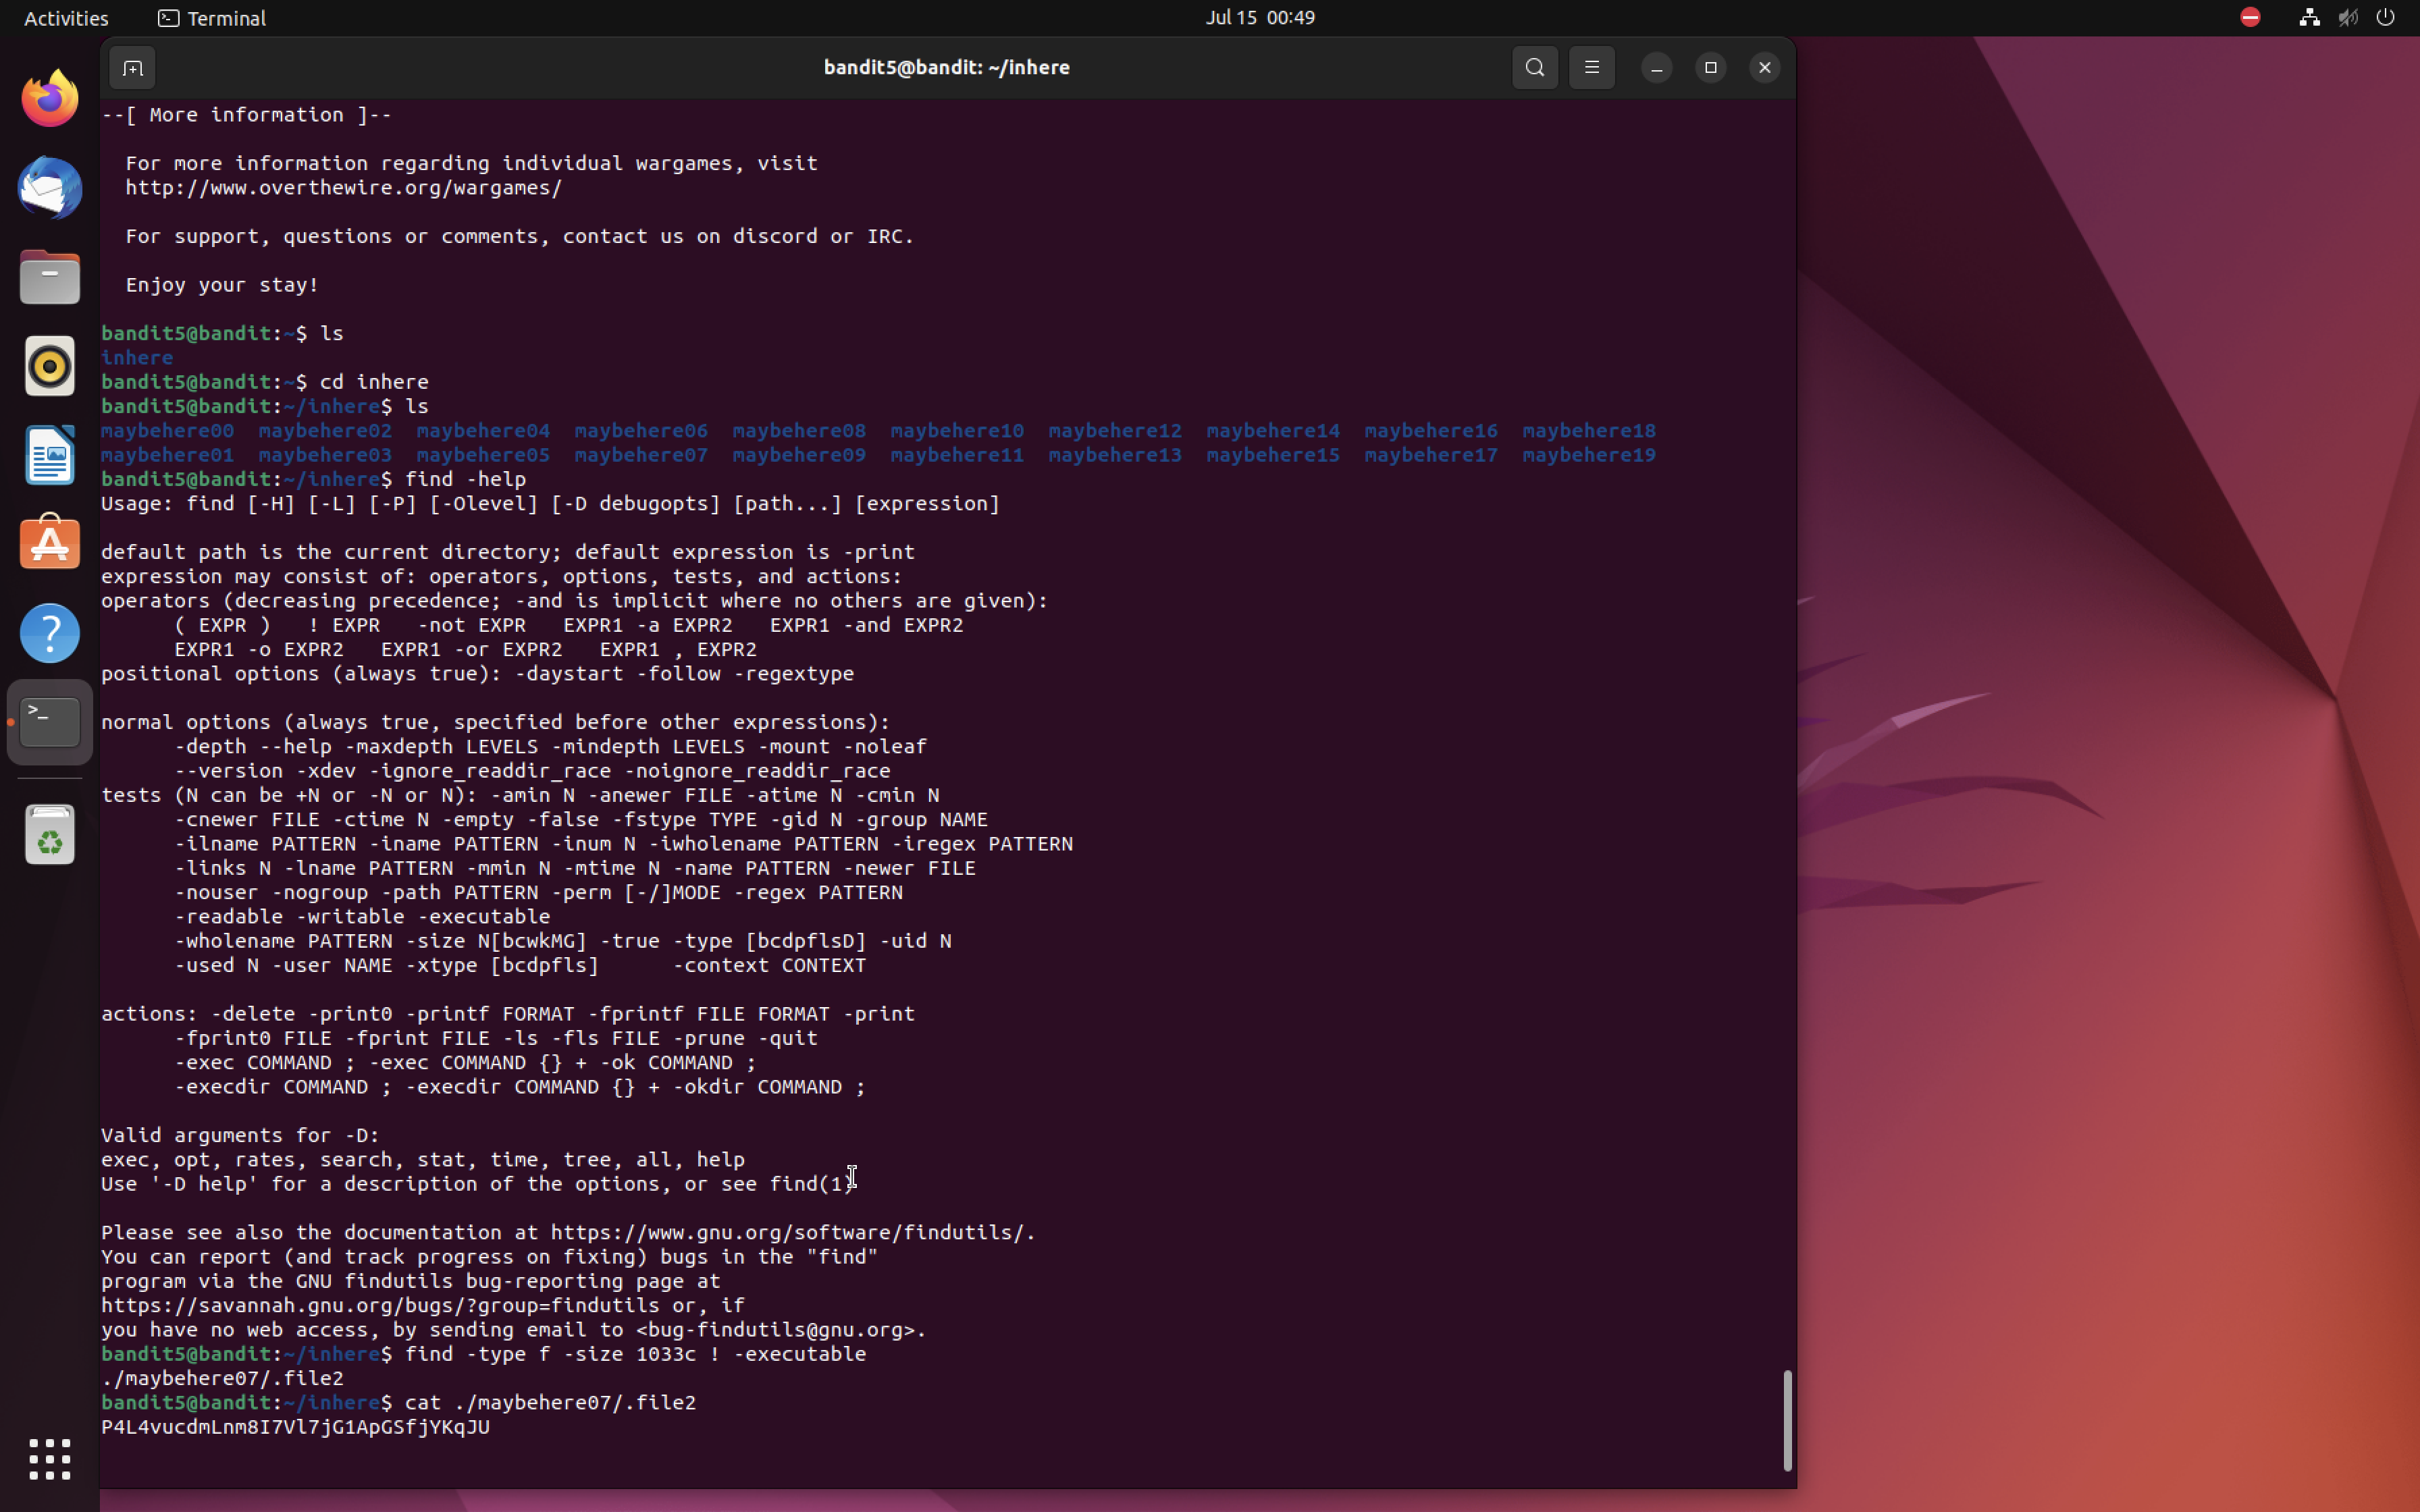 Activities
Terminal
Jul 15 00:49
bandit5@bandit: ~/inhere
--[ More information ]--
For more information regarding individual wargames, visit
http://www.overthewire.org/wargames/
For support, questions or comments, contact us on discord or IRC.
Enjoy your stay!
bandit5@bandit:~$ ls
inhere
bandit5@bandit:~$ cd inhere
bandit5@bandit:~/inhere$ ls
maybehere00 maybehere02 maybehere04 maybehere06 maybehere08 maybehere10 maybehere12 maybehere14 maybehere16 maybehere18
maybehere01 maybehere03 maybehere05 maybehere07 maybehere09 maybehere11 maybehere13 maybehere15 maybehere17 maybehere19
bandit5@bandit:~/inhere$ find -help
Usage: find [-H] [-L] [-P] [-Olevel] [-D debugopts] [path...] [expression]
default path is the current directory; default expression is -print
expression may consist of: operators, options, tests, and actions:
operators (decreasing precedence; -and is implicit where no others are given):
( EXPR ) ! EXPR -not EXPR EXPR1 -a EXPR2 EXPR1 -and EXPR2
EXPR1 -o EXPR2 EXPR1 -or EXPR2 EXPR1 , EXPR2
positional options (always true): -daystart -follow -regextype
normal options (always true, specified before other expressions):
-depth --help -maxdepth LEVELS -mindepth LEVELS -mount -noleaf
--version -xdev -ignore_readdir_race -noignore_readdir_race
tests (N can be +N or -N or N): -amin N -anewer FILE -atime N -cmin N
-cnewer FILE -ctime N -empty -false -fstype TYPE -gid N -group NAME
-ilname PATTERN -iname PATTERN -inum N -iwholename PATTERN -iregex PATTERN
-links N -lname PATTERN -mmin N -mtime N -name PATTERN -newer FILE
-nouser -nogroup -path PATTERN -perm [-/]MODE -regex PATTERN
-readable -writable -executable
-wholename PATTERN -size N[bcwkMG] -true -type [bcdpflsD] -uid N
-used N -user NAME -xtype [bcdpfls] -context CONTEXT
actions: -delete -print0 -printf FORMAT -fprintf FILE FORMAT -print
-fprint0 FILE -fprint FILE -ls -fls FILE -prune -quit
-exec COMMAND ; -exec COMMAND {} + -ok COMMAND ;
-execdir COMMAND ; -execdir COMMAND {} + -okdir COMMAND ;
Valid arguments for -D:
exec, opt, rates, search, stat, time, tree, all, help
Use '-D help' for a description of the options, or see find(1)
Please see also the documentation at https://www.gnu.org/software/findutils/.
You can report (and track progress on fixing) bugs in the "find"
program via the GNU findutils bug-reporting page at
https://savannah.gnu.org/bugs/?group=findutils or, if
you have no web access, by sending email to <bug-findutils@gnu.org>.
bandit5@bandit:~/inhere$ find -type f -size 1033c ! -executable
./maybehere07/.file2
bandit5@bandit:~/inhere$ cat ./maybehere07/.file2
P4L4vucdmLnm8I7Vl7jG1ApGSfjYKqJU